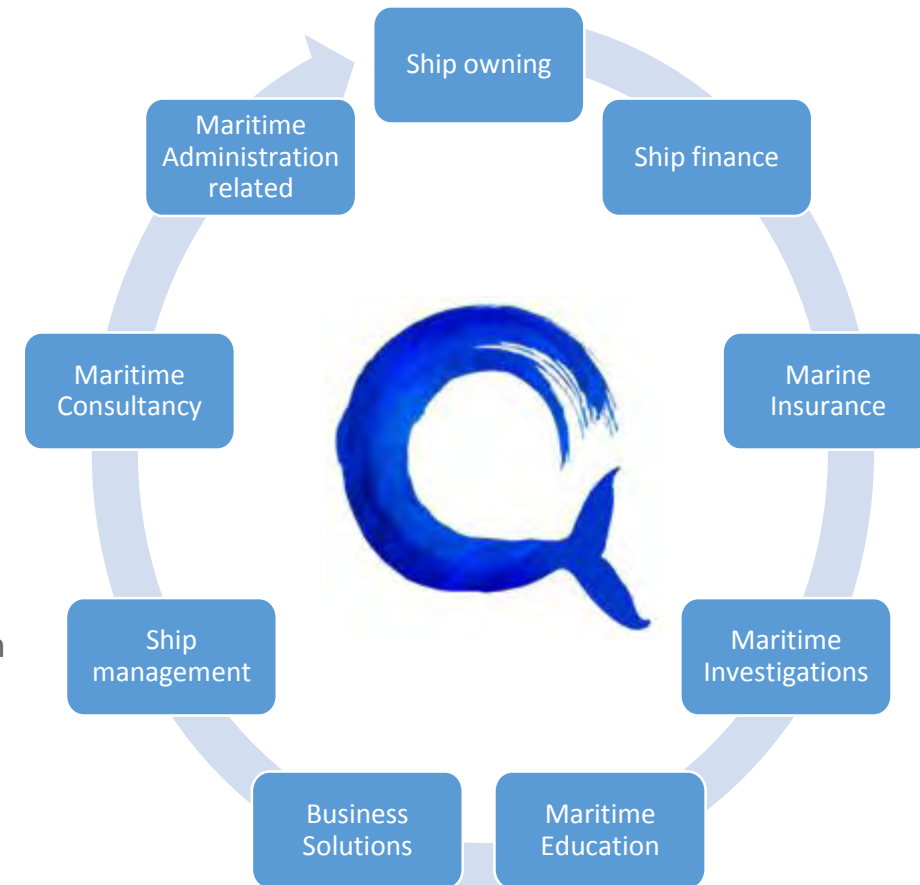 Ship owning
Ship finance
Marine
Insurance
Maritime
Investigations
Maritime
Education
Business
Solutions
Ship
management
Maritime
Consultancy
Maritime
Administration
related